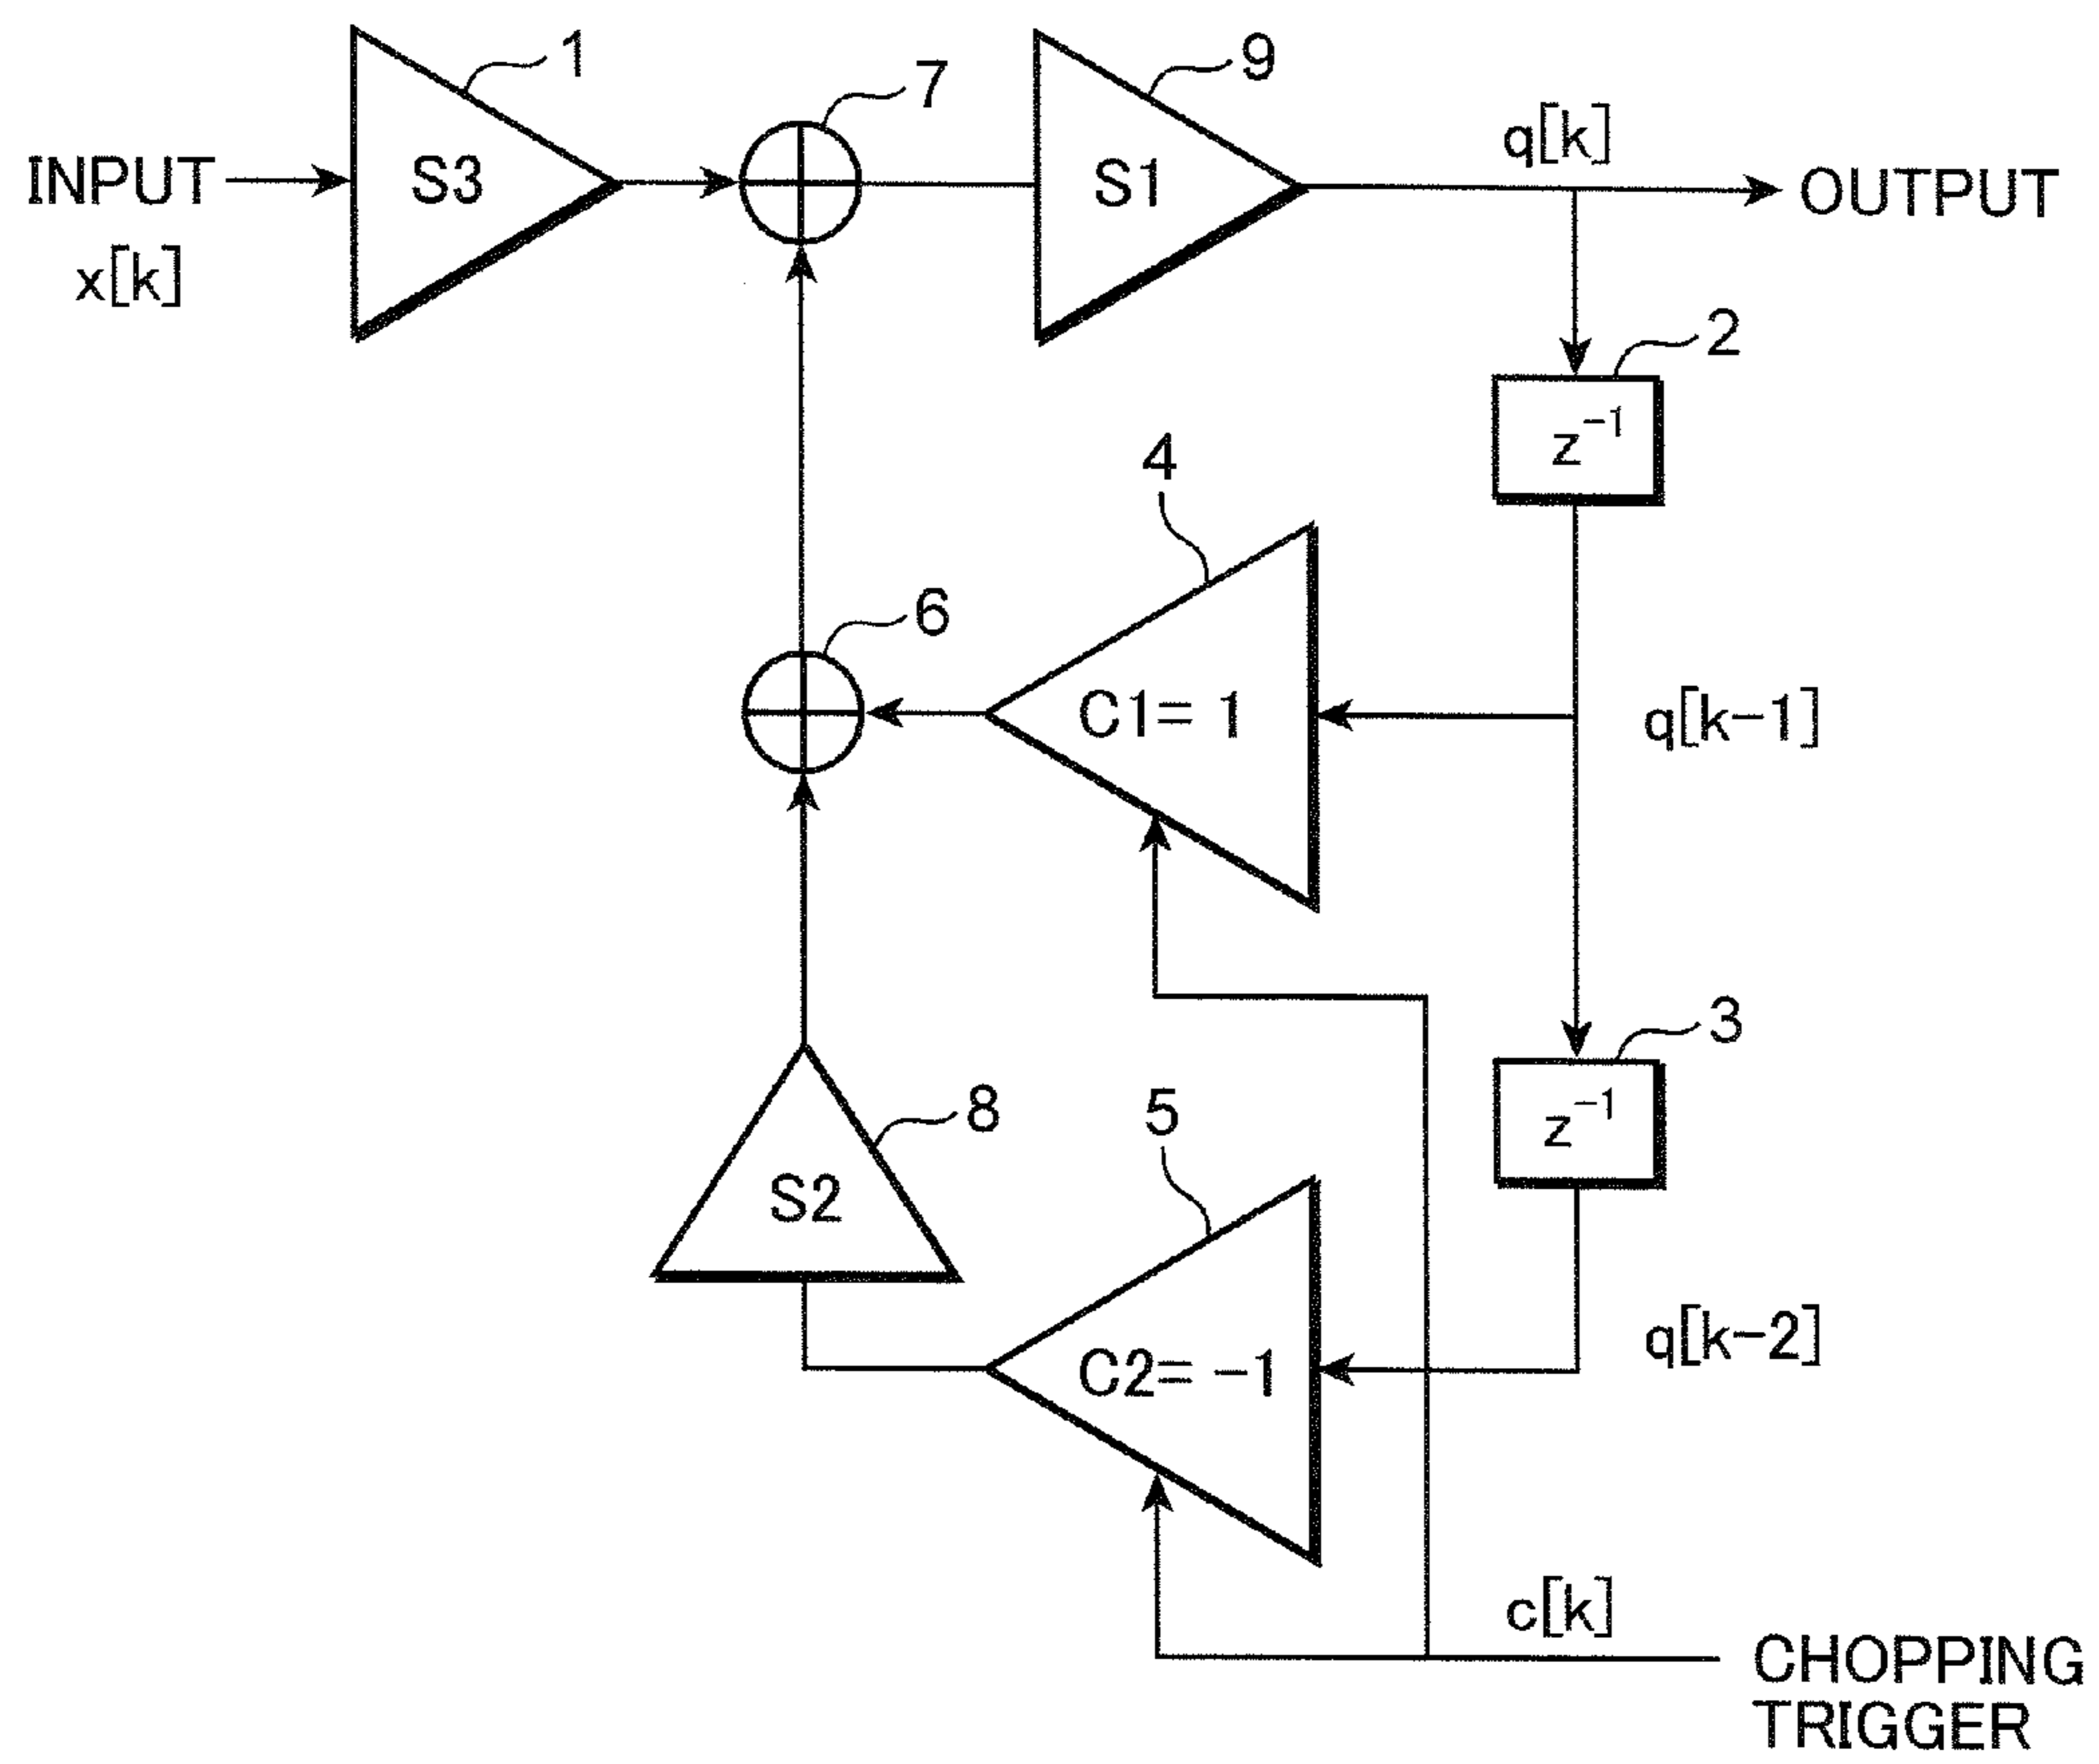 1
7
9
q[k]
INPUT
S3
S1
OUTPUT
x[k]
2
z⁻¹
4
6
C1= 1
q[k-1]
3
z⁻¹
8
5
S2
q[k-2]
C2= -1
c[k]
CHOPPING
TRIGGER